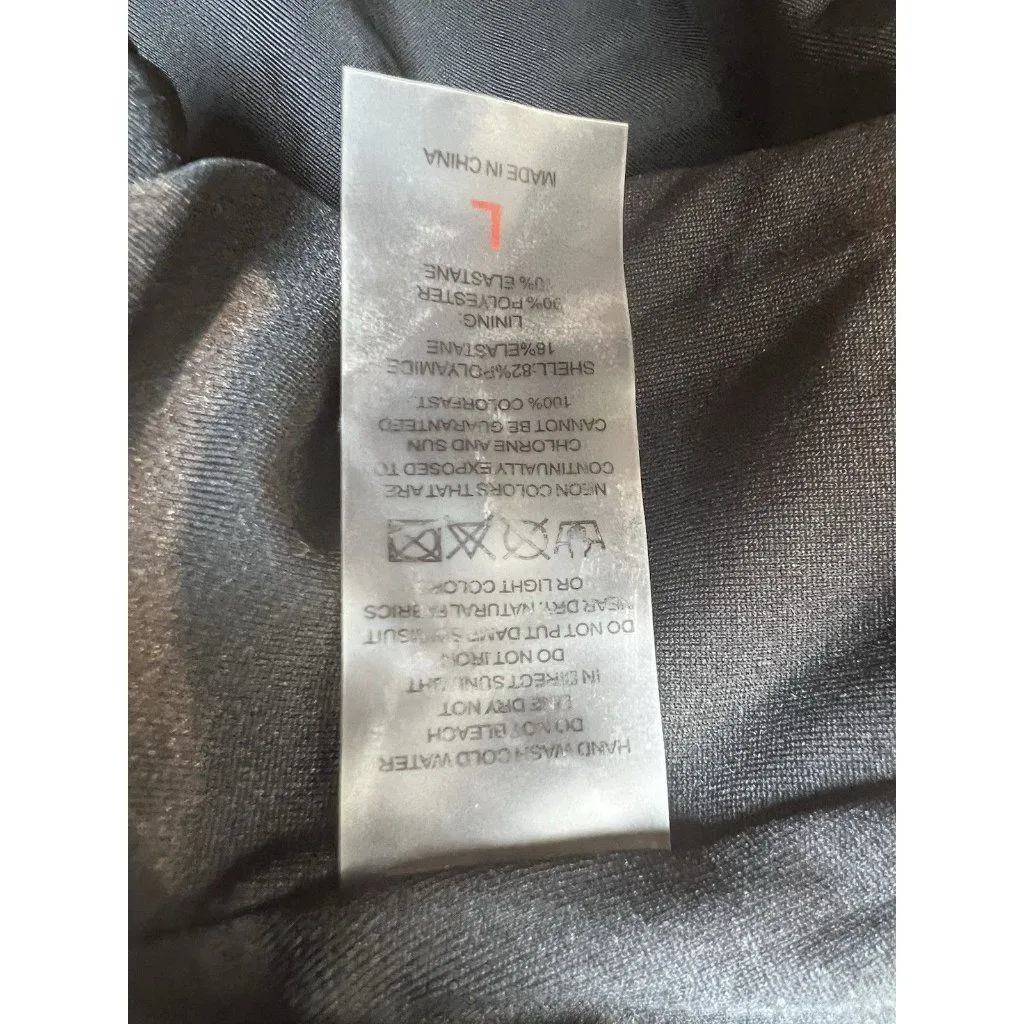 HAND WASH COLD WATER
DO NOT BLEACH
LINE DRY NOT
IN DIRECT SUNLIGHT
DO NOT IRON
DO NOT PUT DAMP SWIMSUIT
NEAR DRY, NATURAL FABRICS
OR LIGHT COLORS
NEON COLORS THAT ARE
CONTINUALLY EXPOSED TO
CHLORNE AND SUN
CANNOT BE GUARANTEED
100% COLORFAST.
SHELL:82%POLYAMIDE
18%ELASTANE
LINING:
90% POLYESTER
10% ELASTANE
L
MADE IN CHINA